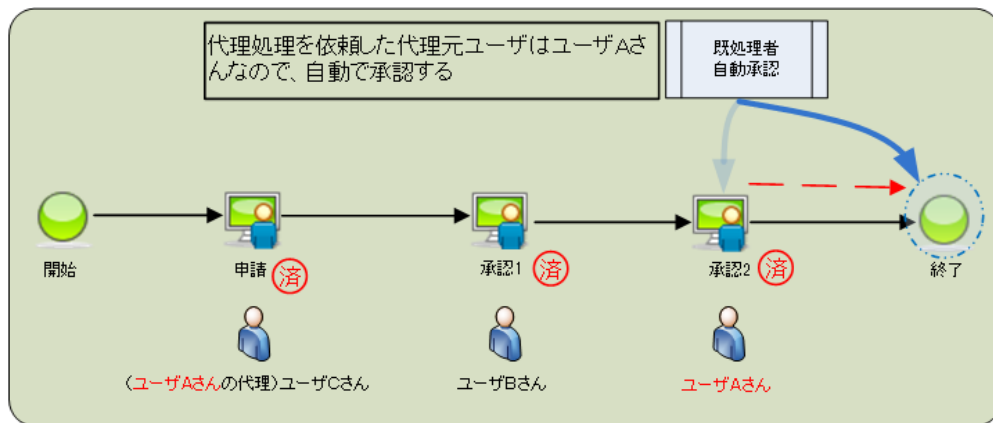 代理処理を依頼した代理元ユーザはユーザAさ
んなので、自動で承認する
既処理者
自動承認
開始
申請
済
承認1
済
承認2
済
終了
(ユーザAさんの代理)ユーザCさん
ユーザBさん
ユーザAさん